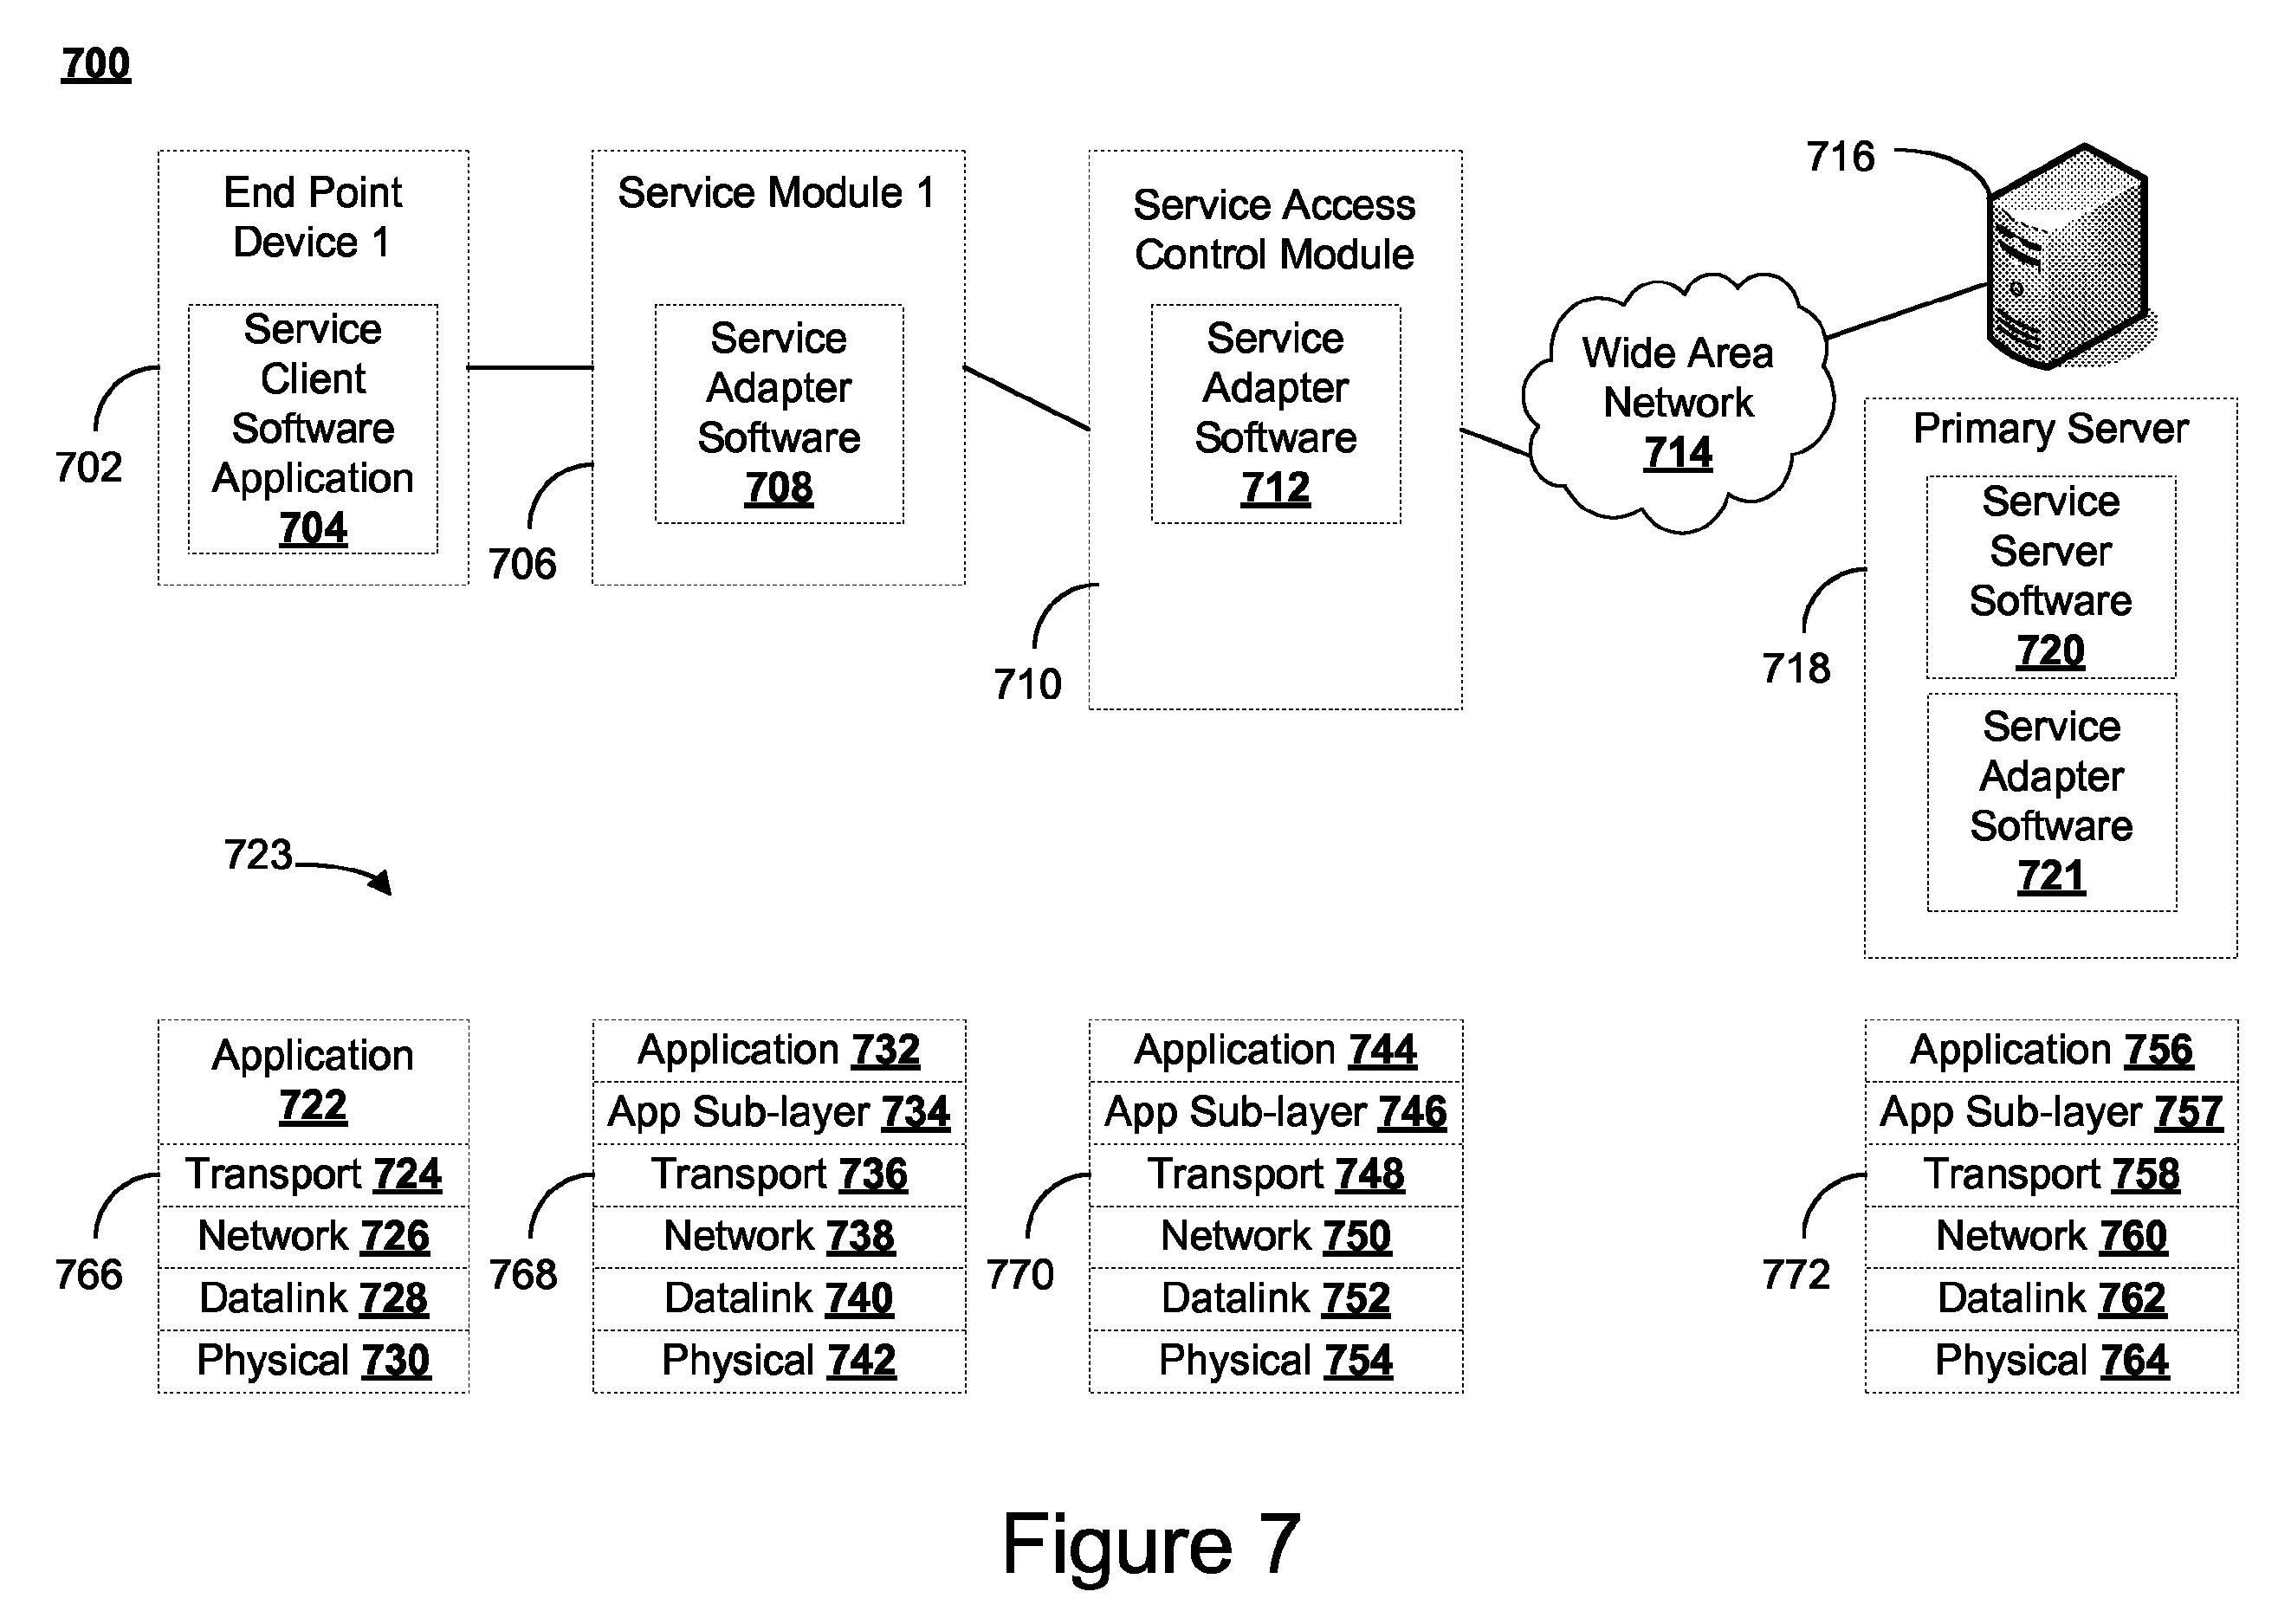 700
End Point
Device 1
Service
Client
Software
Application
704
702
Service Module 1
Service
Adapter
Software
708
706
Service Access
Control Module
Service
Adapter
Software
712
710
Wide Area
Network
714
716
Primary Server
Service
Server
Software
720
718
Service
Adapter
Software
721
723
Application
722
Transport 724
Network 726
Datalink 728
Physical 730
766
Application 732
App Sub-layer 734
Transport 736
Network 738
Datalink 740
Physical 742
768
Application 744
App Sub-layer 746
Transport 748
Network 750
Datalink 752
Physical 754
770
Application 756
App Sub-layer 757
Transport 758
Network 760
Datalink 762
Physical 764
772
Figure 7